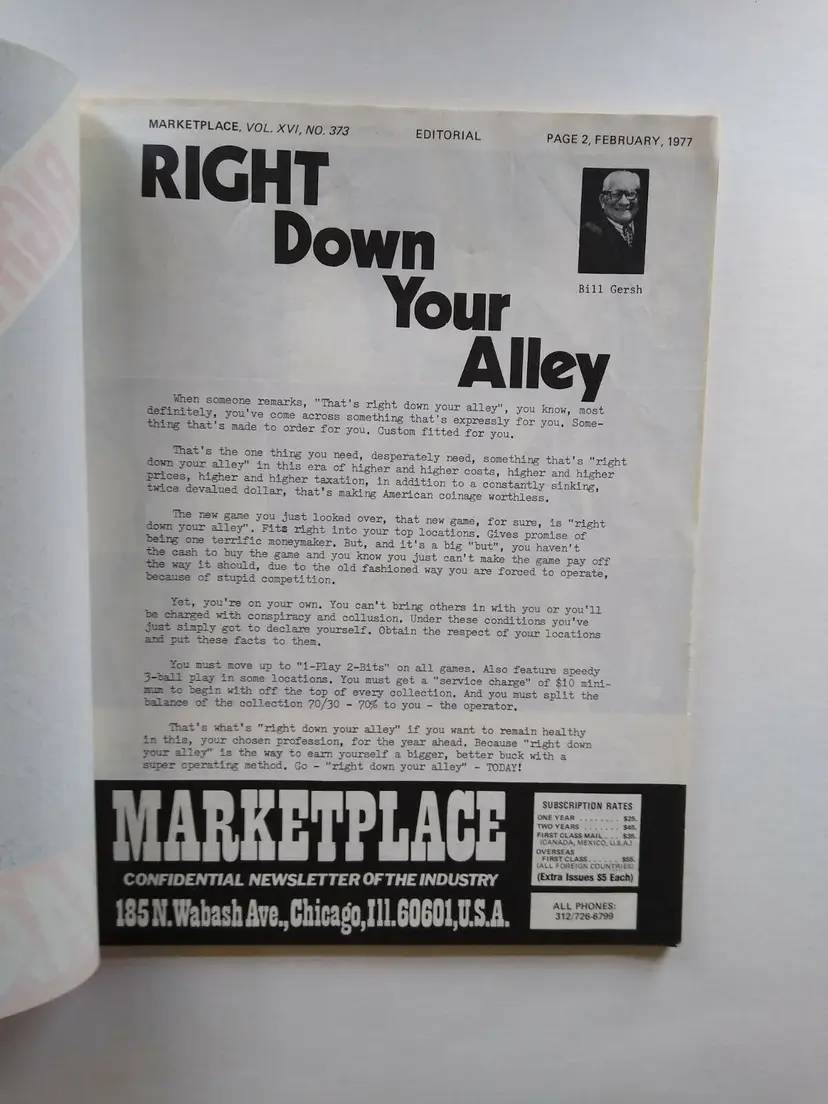 MARKETPLACE, VOL. XVI, NO. 373
EDITORIAL
PAGE 2, FEBRUARY, 1977
RIGHT
Down
Your
Alley
Bill Gersh
When someone remarks, "That's right down your alley", you know, most
definitely, you've come across something that's expressly for you. Some-
thing that's made to order for you. Custom fitted for you.
That's the one thing you need, desperately need, something that's "right
down your alley" in this era of higher and higher costs, higher and higher
prices, higher and higher taxation, in addition to a constantly sinking,
twice devalued dollar, that's making American coinage worthless.
The new game you just looked over, that new game, for sure, is "right
down your alley". Fits right into your top locations. Gives promise of
being one terrific moneymaker. But, and it's a big "but", you haven't
the cash to buy the game and you know you just can't make the game pay off
the way it should, due to the old fashioned way you are forced to operate,
because of stupid competition.
Yet, you're on your own. You can't bring others in with you or you'll
be charged with conspiracy and collusion. Under these conditions you've
just simply got to declare yourself. Obtain the respect of your locations
and put these facts to them.
You must move up to "1-Play 2-Bits" on all games. Also feature speedy
3-ball play in some locations. You must get a "service charge" of $10 mini-
mum to begin with off the top of every collection. And you must split the
balance of the collection 70/30 - 70% to you - the operator.
That's what's "right down your alley" if you want to remain healthy
in this, your chosen profession, for the year ahead. Because "right down
your alley" is the way to earn yourself a bigger, better buck with a
super operating method. Go - "right down your alley" - TODAY!
MARKETPLACE
CONFIDENTIAL NEWSLETTER OF THE INDUSTRY
185 N. Wabash Ave., Chicago, Ill. 60601, U.S.A.
SUBSCRIPTION RATES
ONE YEAR ........ $25.
TWO YEARS ....... $45.
FIRST CLASS MAIL ... $35.
(CANADA, MEXICO, U.S.A.)
OVERSEAS
FIRST CLASS ...... $55.
(ALL FOREIGN COUNTRIES)
(Extra Issues $5 Each)
ALL PHONES:
312/726-6799